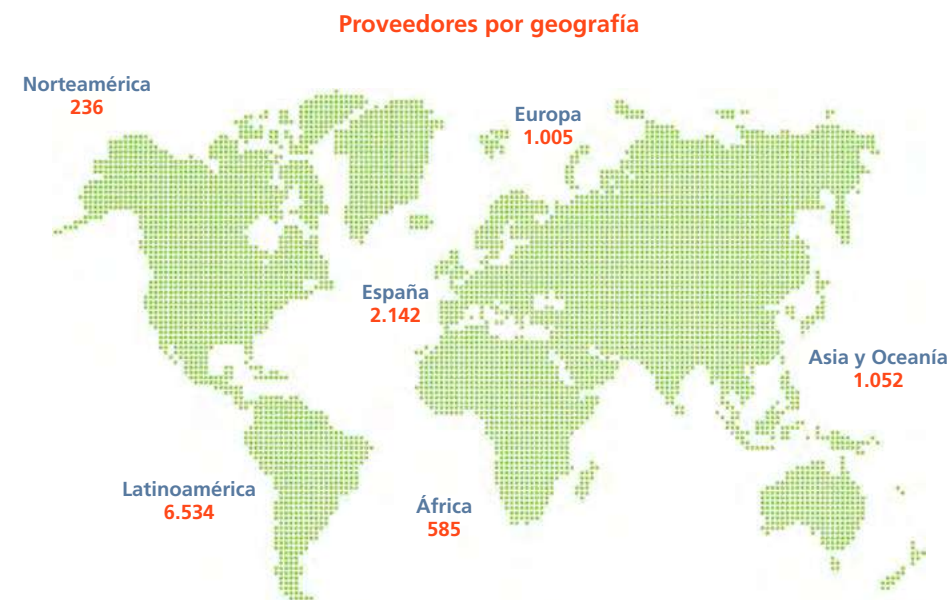 Proveedores por geografía
Norteamérica
236
Europa
1.005
España
2.142
Asia y Oceanía
1.052
Latinoamérica
6.534
África
585